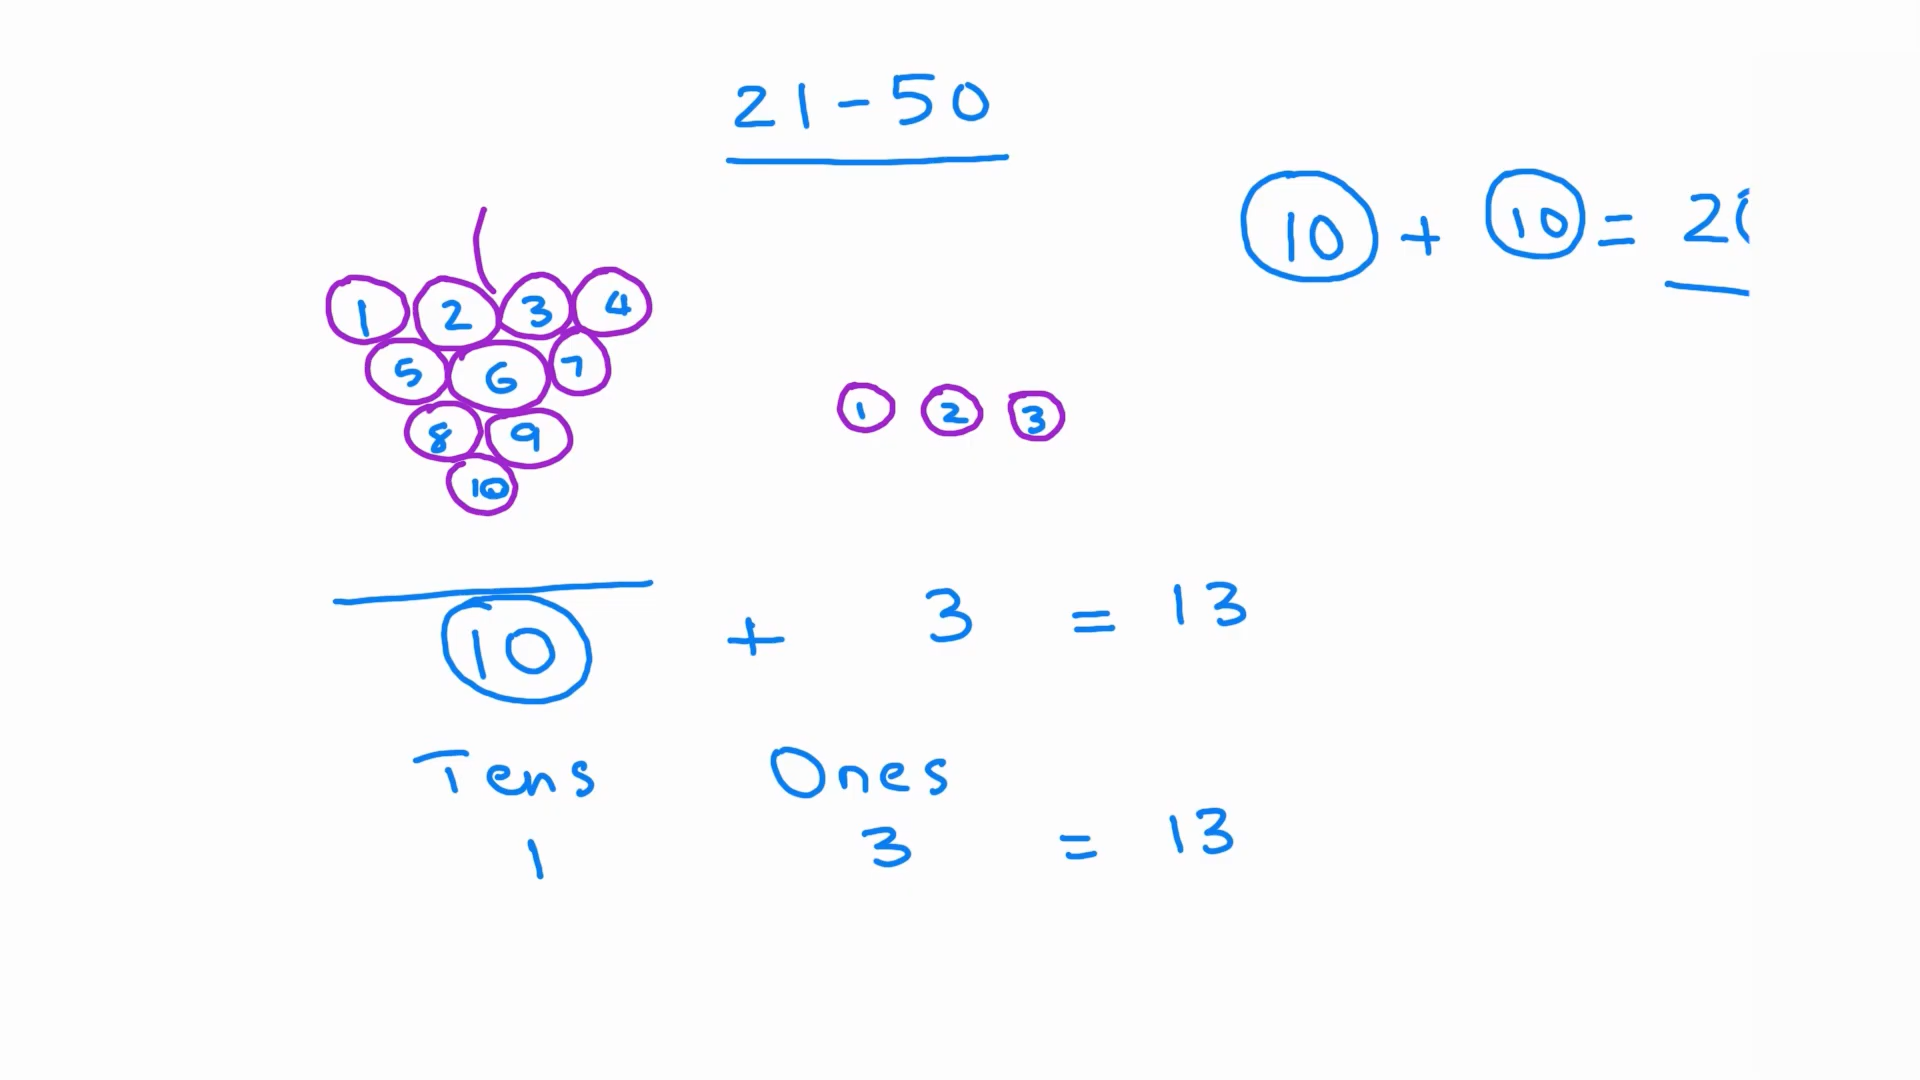 21-50
10 + 10 = 2
1 2 3 4
5 6 7
8 9
10
1 2 3
10 + 3 = 13
Tens Ones
1 3 = 13